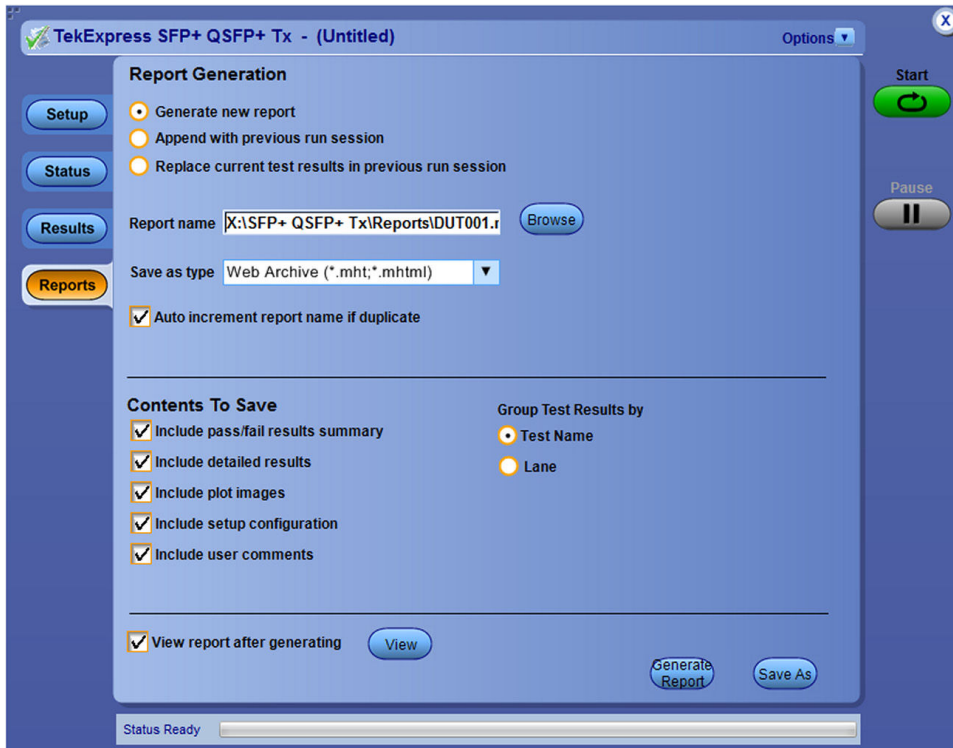 TekExpress SFP+ QSFP+ Tx - (Untitled)
Options
X
Setup
Status
Results
Reports
Report Generation
Generate new report
Append with previous run session
Replace current test results in previous run session
Report name X:\SFP+ QSFP+ Tx\Reports\DUT001. Browse
Save as type Web Archive (*.mht;*.mhtml)
Auto increment report name if duplicate
Contents To Save
Include pass/fail results summary
Include detailed results
Include plot images
Include setup configuration
Include user comments
Group Test Results by
Test Name
Lane
View report after generating View
Generate
Report
Save As
Start
Pause
Status Ready